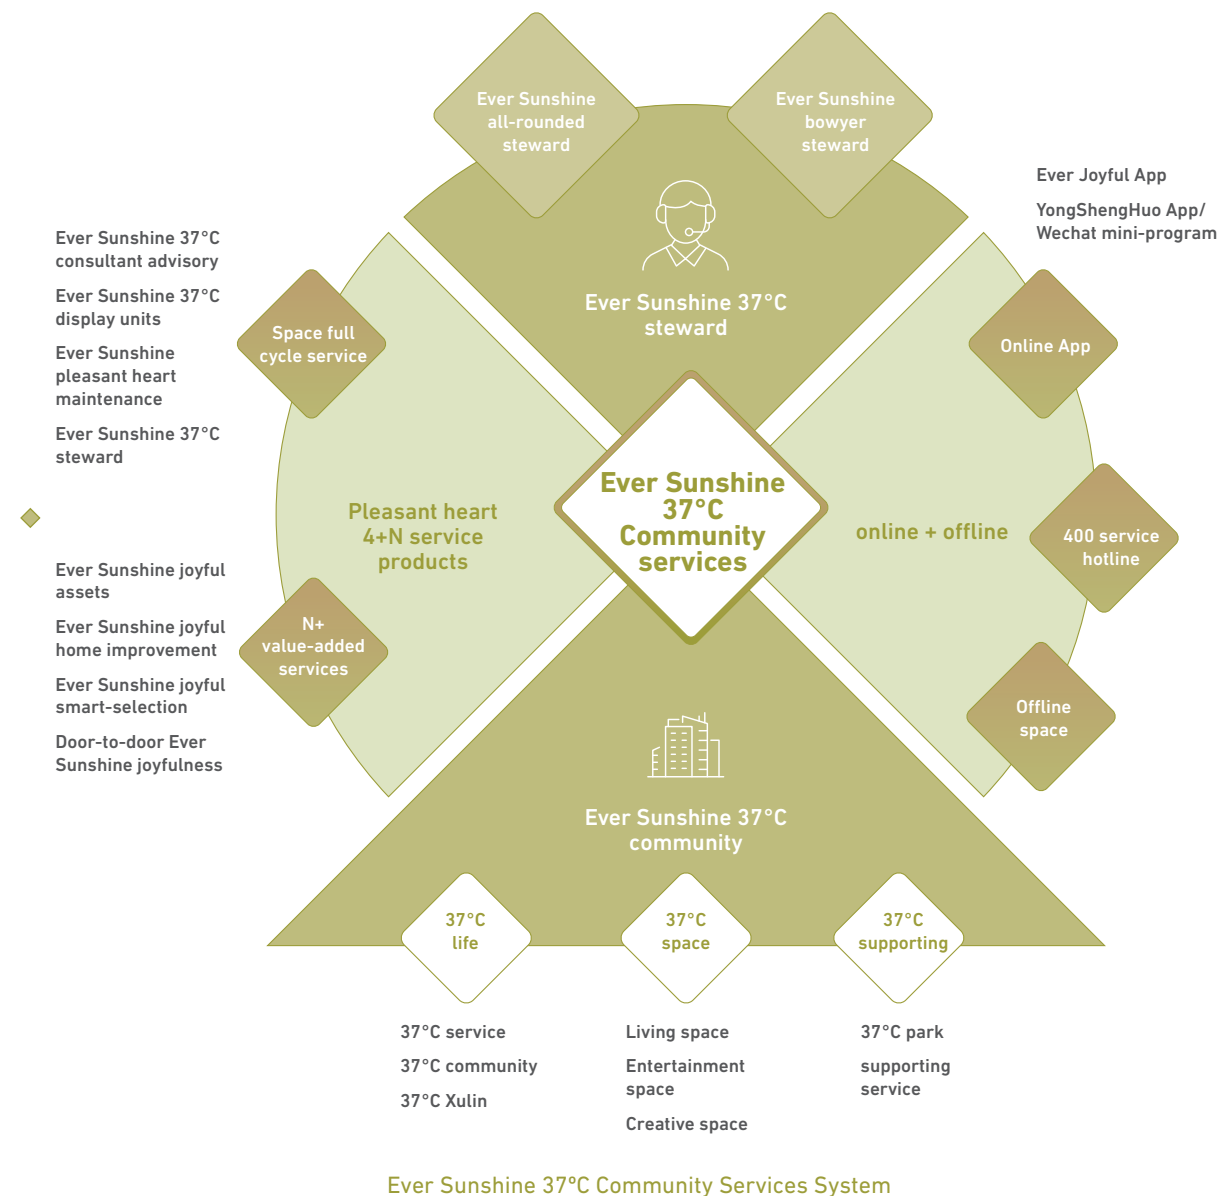 Ever Sunshine
all-rounded
steward
Ever Sunshine
bowyer
steward
Ever Sunshine 37°C
steward
Ever Joyful App
YongShengHuo App/
Wechat mini-program
Ever Sunshine 37°C
consultant advisory
Ever Sunshine 37°C
display units
Ever Sunshine
pleasant heart
maintenance
Ever Sunshine 37°C
steward
Space full
cycle service
Online App
Ever Sunshine
37°C
Community
services
Pleasant heart
4+N service
products
online + offline
400 service
hotline
Ever Sunshine joyful
assets
Ever Sunshine joyful
home improvement
Ever Sunshine joyful
smart-selection
Door-to-door Ever
Sunshine joyfulness
N+
value-added
services
Offline
space
Ever Sunshine 37°C
community
37°C
life
37°C
space
37°C
supporting
37°C service
37°C community
37°C Xulin
Living space
Entertainment
space
Creative space
37°C park
supporting
service
Ever Sunshine 37°C Community Services System